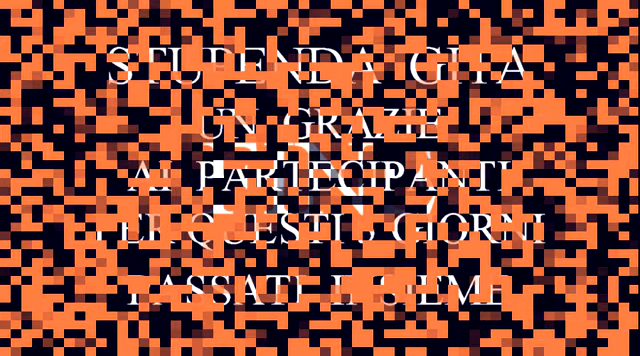 STUPENDA GITA
UN GRAZIE
AI PARTECIPANTI
PER QUESTI GIORNI
PASSATI INSIEME